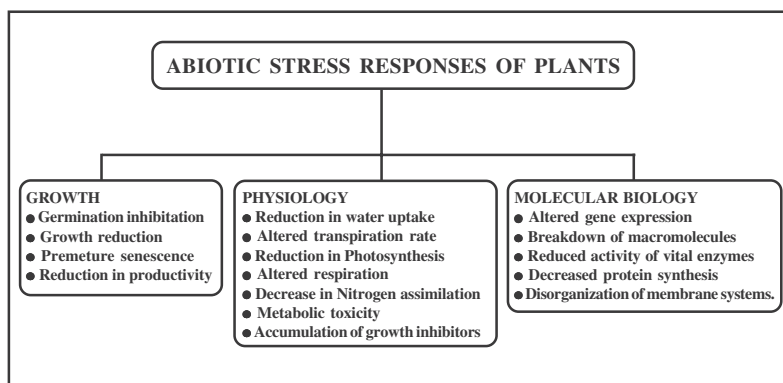 ABIOTIC STRESS RESPONSES OF PLANTS
GROWTH
● Germination inhibitation
● Growth reduction
● Premeture senescence
● Reduction in productivity
PHYSIOLOGY
● Reduction in water uptake
● Altered transpiration rate
● Reduction in Photosynthesis
● Altered respiration
● Decrease in Nitrogen assimilation
● Metabolic toxicity
● Accumulation of growth inhibitors
MOLECULAR BIOLOGY
● Altered gene expression
● Breakdown of macromolecules
● Reduced activity of vital enzymes
● Decreased protein synthesis
● Disorganization of membrane systems.